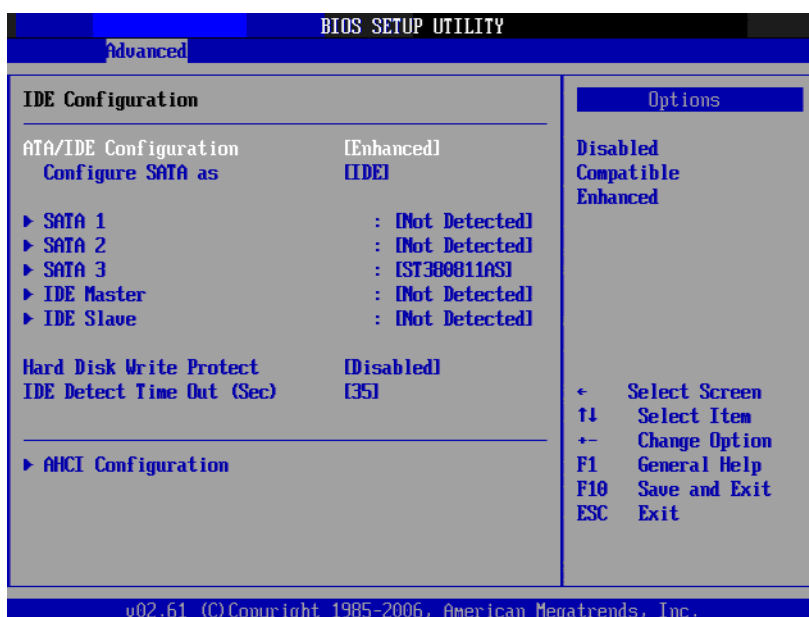 BIOS SETUP UTILITY
Advanced
IDE Configuration
ATA/IDE Configuration [Enhanced]
Configure SATA as [IDE]
▶ SATA 1 : [Not Detected]
▶ SATA 2 : [Not Detected]
▶ SATA 3 : [ST380811AS]
▶ IDE Master : [Not Detected]
▶ IDE Slave : [Not Detected]
Hard Disk Write Protect [Disabled]
IDE Detect Time Out (Sec) [35]
▶ AHCI Configuration
Options
Disabled
Compatible
Enhanced
← Select Screen
↑↓ Select Item
+- Change Option
F1 General Help
F10 Save and Exit
ESC Exit
v02.61 (C)Copyright 1985-2006, American Megatrends, Inc.